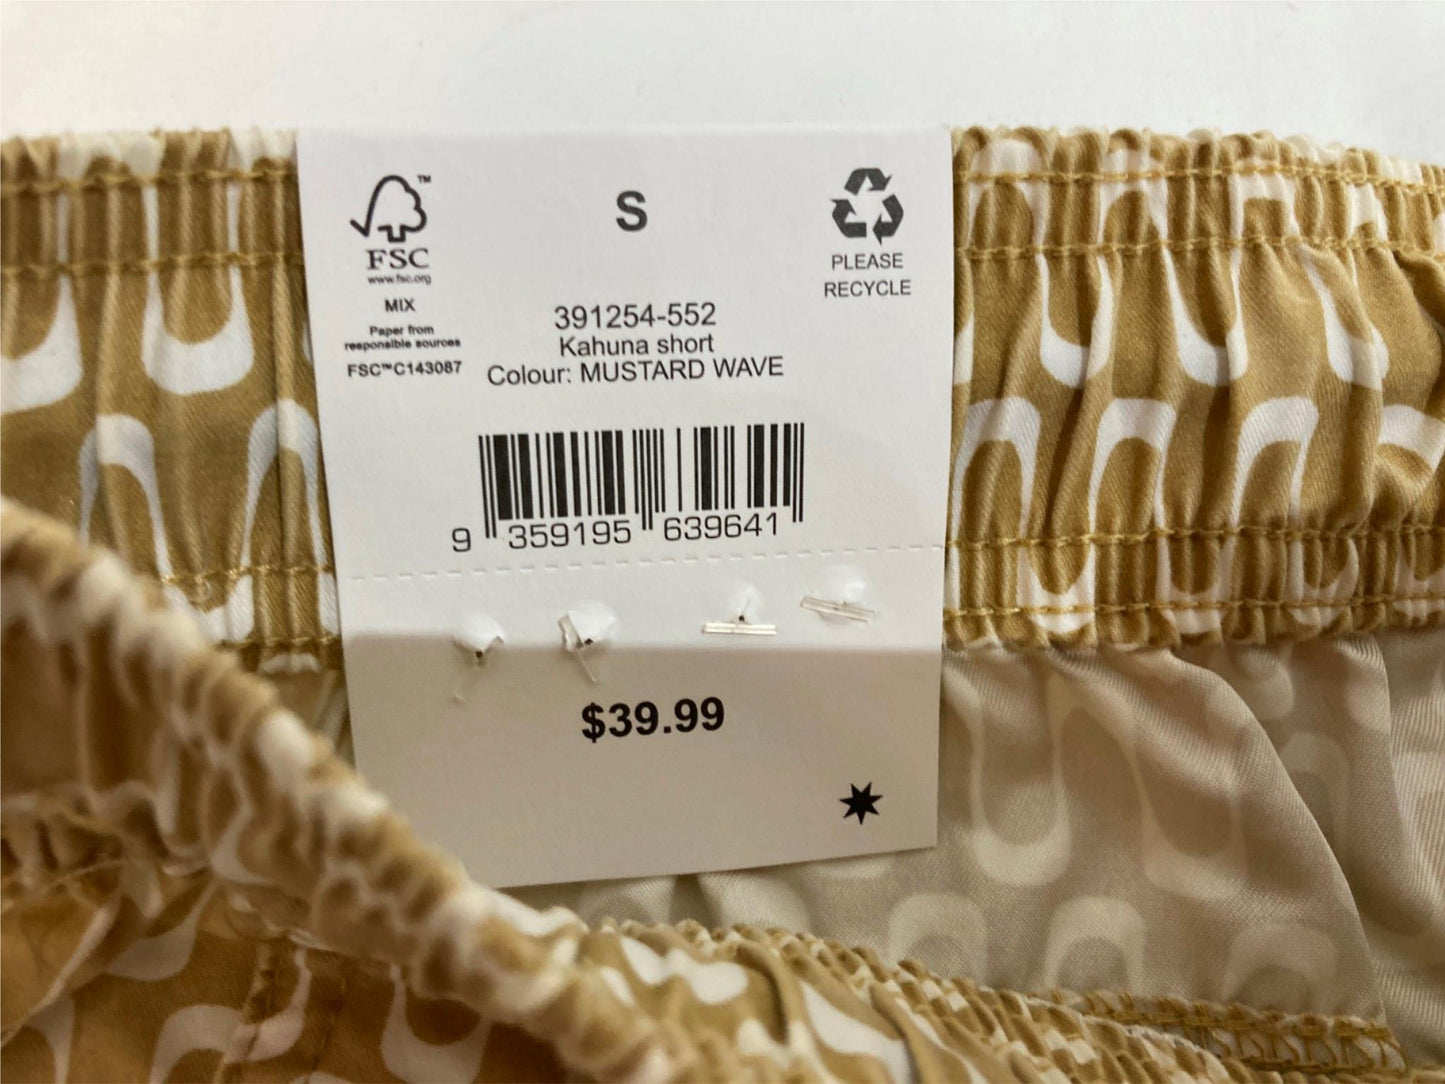 S
FSC™
www.fsc.org
MIX
Paper from
responsible sources
FSC™C143087
PLEASE
RECYCLE
391254-552
Kahuna short
Colour: MUSTARD WAVE
9 359195 639641
$39.99